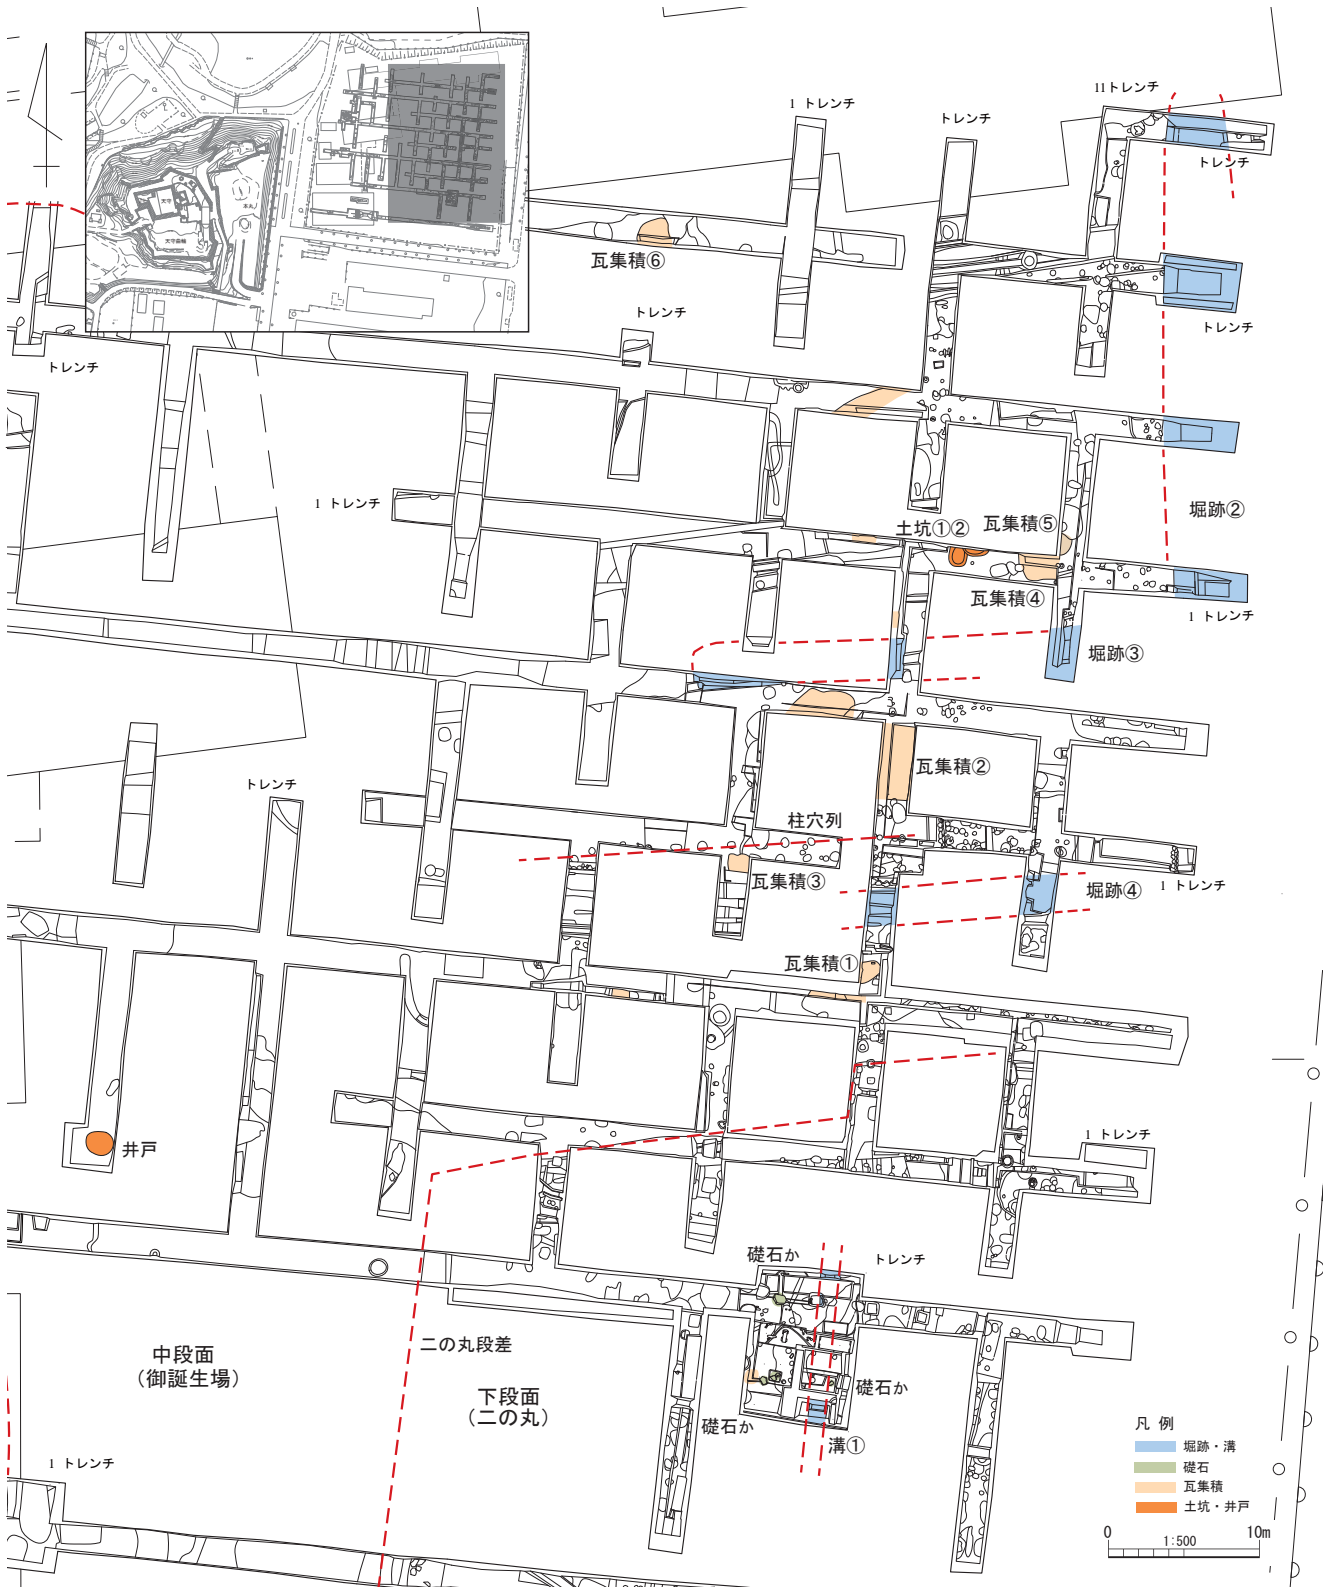 天守
本丸
天守曲輪
1 トレンチ
トレンチ
11トレンチ
トレンチ
瓦集積⑥
トレンチ
トレンチ
トレンチ
1 トレンチ
土坑①②
瓦集積⑤
堀跡②
瓦集積④
1 トレンチ
堀跡③
瓦集積②
トレンチ
柱穴列
瓦集積③
堀跡④
1 トレンチ
瓦集積①
井戸
1 トレンチ
礎石か
トレンチ
二の丸段差
中段面
(御誕生場)
下段面
(二の丸)
礎石か
礎石か
溝①
1 トレンチ
凡 例
堀跡・溝
礎石
瓦集積
土坑・井戸
0
10m
1:500